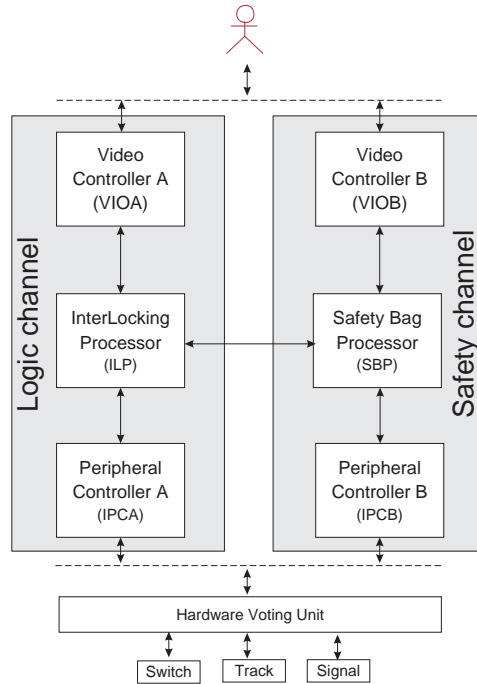 Logic channel
Video
Controller A
(VIOA)
InterLocking
Processor
(ILP)
Peripheral
Controller A
(IPCA)
Video
Controller B
(VIOB)
Safety Bag
Processor
(SBP)
Peripheral
Controller B
(IPCB)
Safety channel
Hardware Voting Unit
Switch
Track
Signal